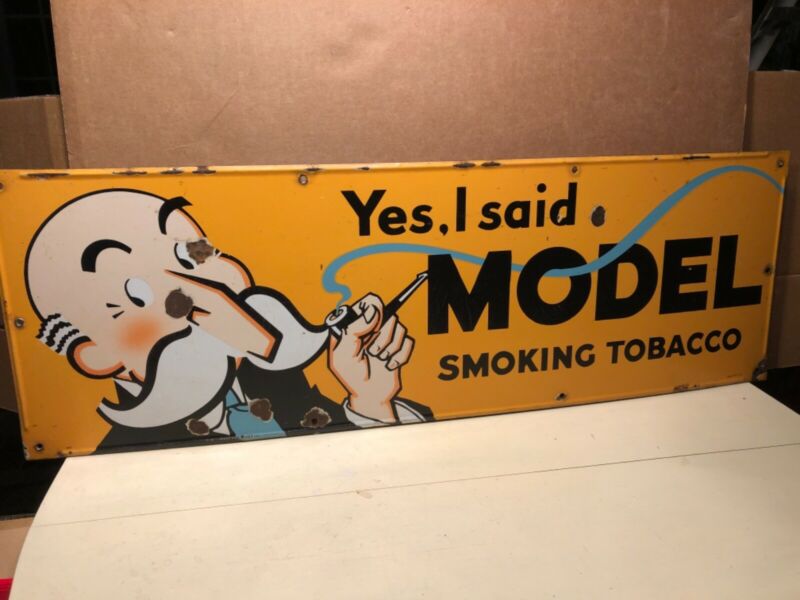 Yes, I said
MODEL
SMOKING TOBACCO